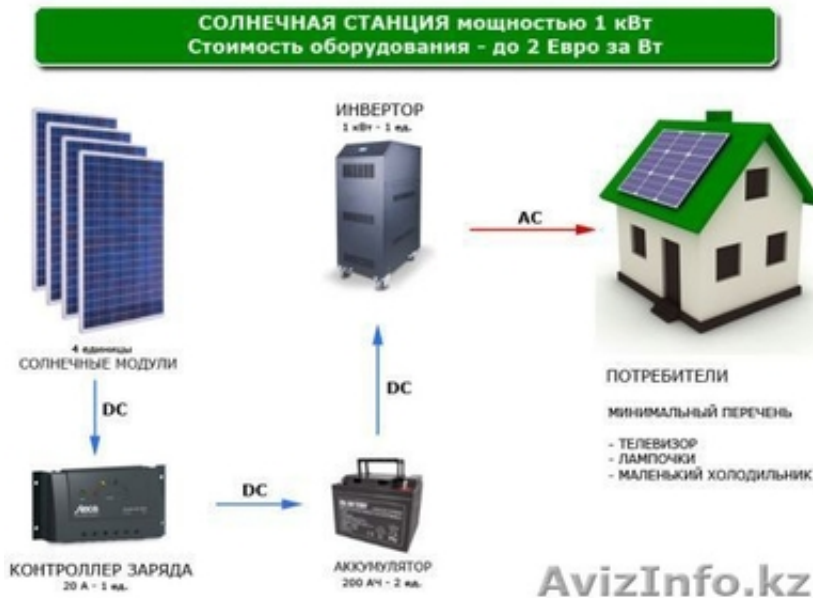 СОЛНЕЧНАЯ СТАНЦИЯ мощностью 1 кВт
Стоимость оборудования - до 2 Евро за Вт
ИНВЕРТОР
1 кВт - 1 ед.
AC
4 единицы
СОЛНЕЧНЫЕ МОДУЛИ
DC
DC
DC
КОНТРОЛЛЕР ЗАРЯДА
20 А - 1 ед.
АККУМУЛЯТОР
200 АЧ - 2 ед.
ПОТРЕБИТЕЛИ
МИНИМАЛЬНЫЙ ПЕРЕЧЕНЬ
- ТЕЛЕВИЗОР
- ЛАМПОЧКИ
- МАЛЕНЬКИЙ ХОЛОДИЛЬНИК
AvizInfo.kz